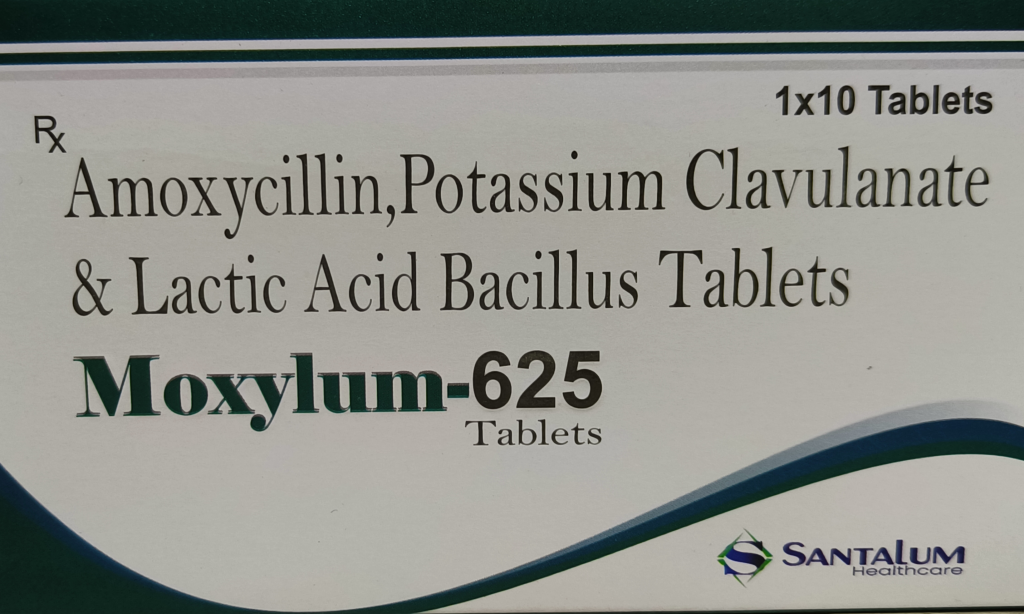 1x10 Tablets
Rx
Amoxycillin,Potassium Clavulanate
& Lactic Acid Bacillus Tablets
Moxylum-625
Tablets
SANTALUM
Healthcare